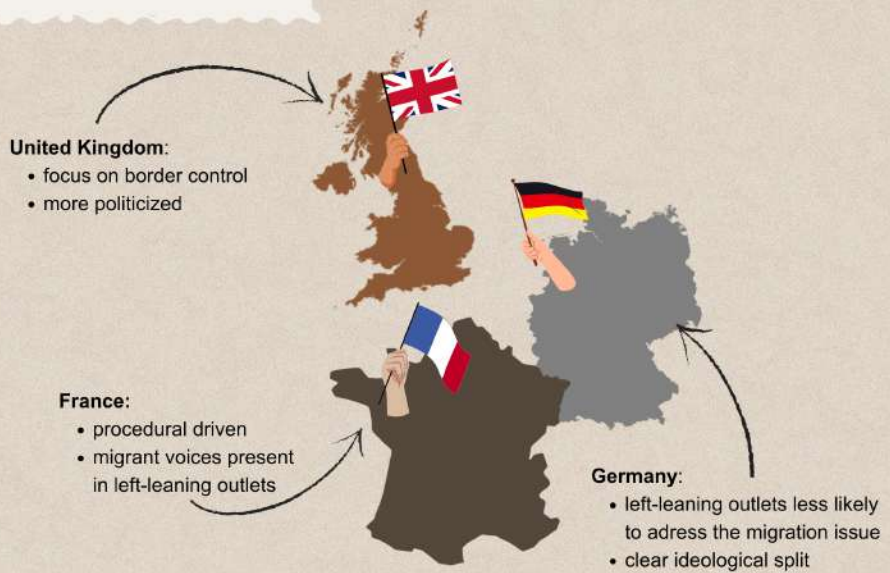 United Kingdom:
• focus on border control
• more politicized
France:
• procedural driven
• migrant voices present
in left-leaning outlets
Germany:
• left-leaning outlets less likely
to adress the migration issue
• clear ideological split